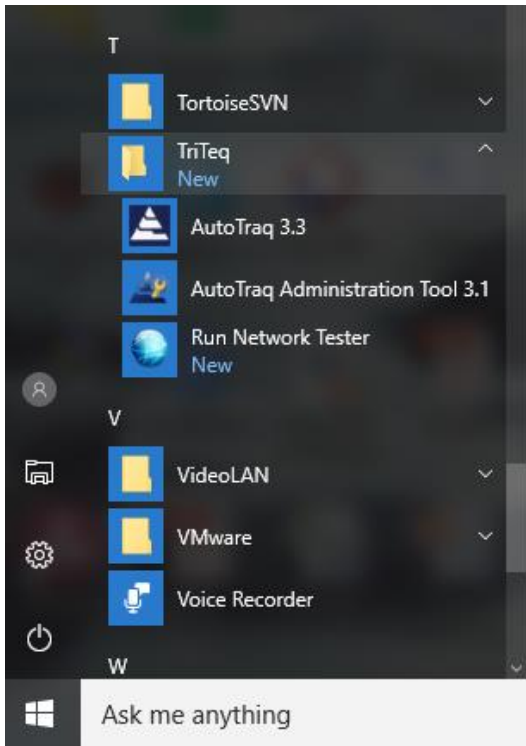 T
TortoiseSVN
TriTeq
New
AutoTraq 3.3
AutoTraq Administration Tool 3.1
Run Network Tester
New
V
VideoLAN
VMware
Voice Recorder
W
Ask me anything